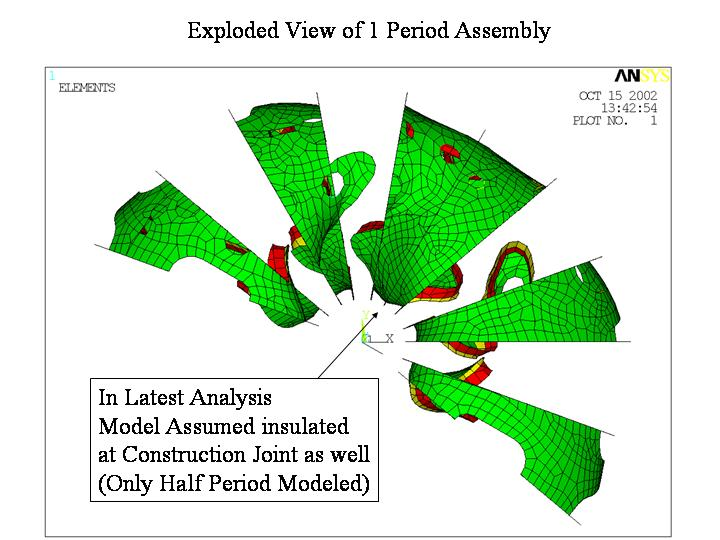 Exploded View of 1 Period Assembly
1
ELEMENTS
ANSYS
OCT 15 2002
13:42:54
PLOT NO. 1
Y
X
In Latest Analysis
Model Assumed insulated
at Construction Joint as well
(Only Half Period Modeled)